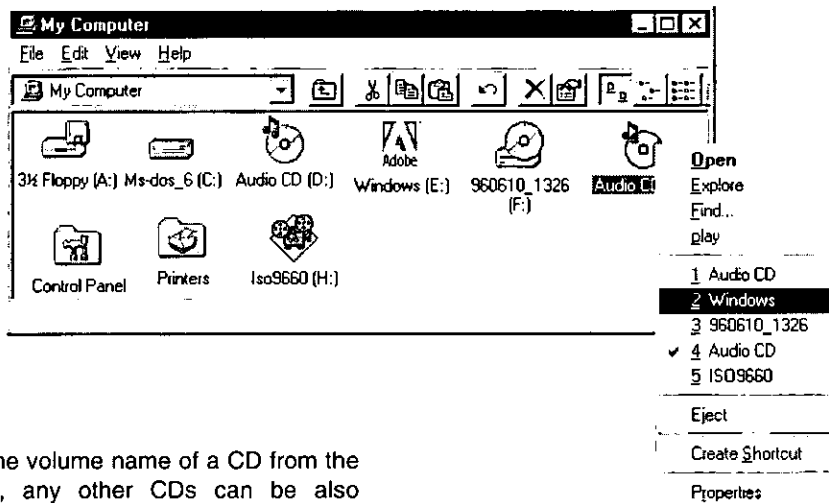 My Computer
File Edit View Help
My Computer
Adobe
3½ Floppy (A:) Ms-dos_6 (C:) Audio CD (D:) Windows (E:) 960610_1326 (F:) Audio CD
Control Panel Printers Iso9660 (H:)
Open
Explore
Find...
play
1 Audio CD
2 Windows
3 960610_1326
4 Audio CD
5 ISO9660
Eject
Create Shortcut
Properties
he volume name of a CD from the
, any other CDs can be also